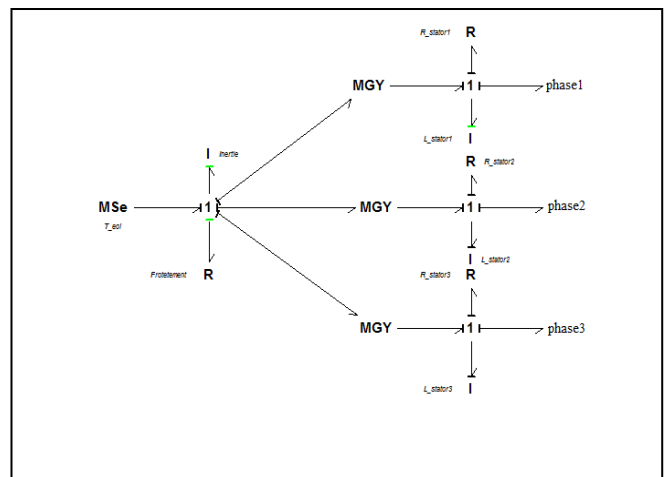 R_stator1 R
MGY 1 phase1
L_stator1 I
I Inertie
R R_stator2
MSe 1 MGY 1 phase2
T_eol
I L_stator2
Frotetement R
R_stator3 R
MGY 1 phase3
L_stator3 I